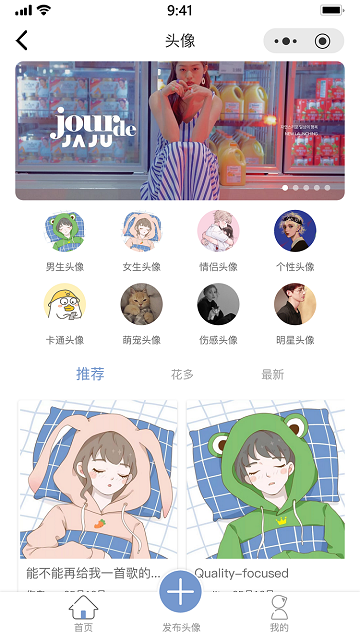 9:41
头像
jour de
JAJU
MEN LAUNCHING
男生头像
女生头像
情侣头像
个性头像
卡通头像
萌宠头像
伤感头像
明星头像
推荐
花多
最新
能不能再给我一首歌的...
Quality-focused
首页
发布头像
我的